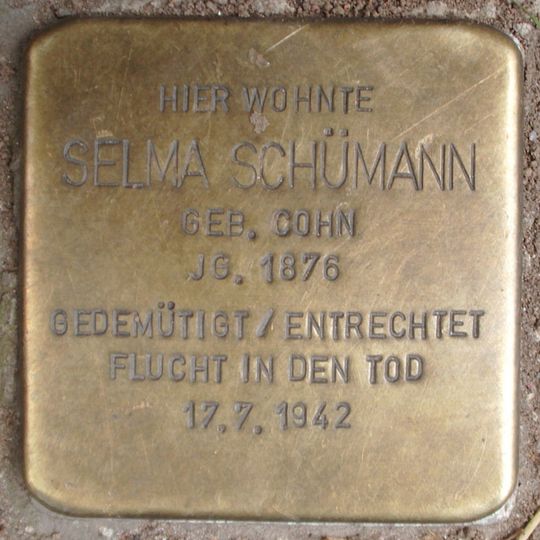 HIER WOHNTE
SELMA SCHÜMANN
GEB. COHN
JG. 1876
GEDEMÜTIGT/ENTRECHTET
FLUCHT IN DEN TOD
17.7.1942